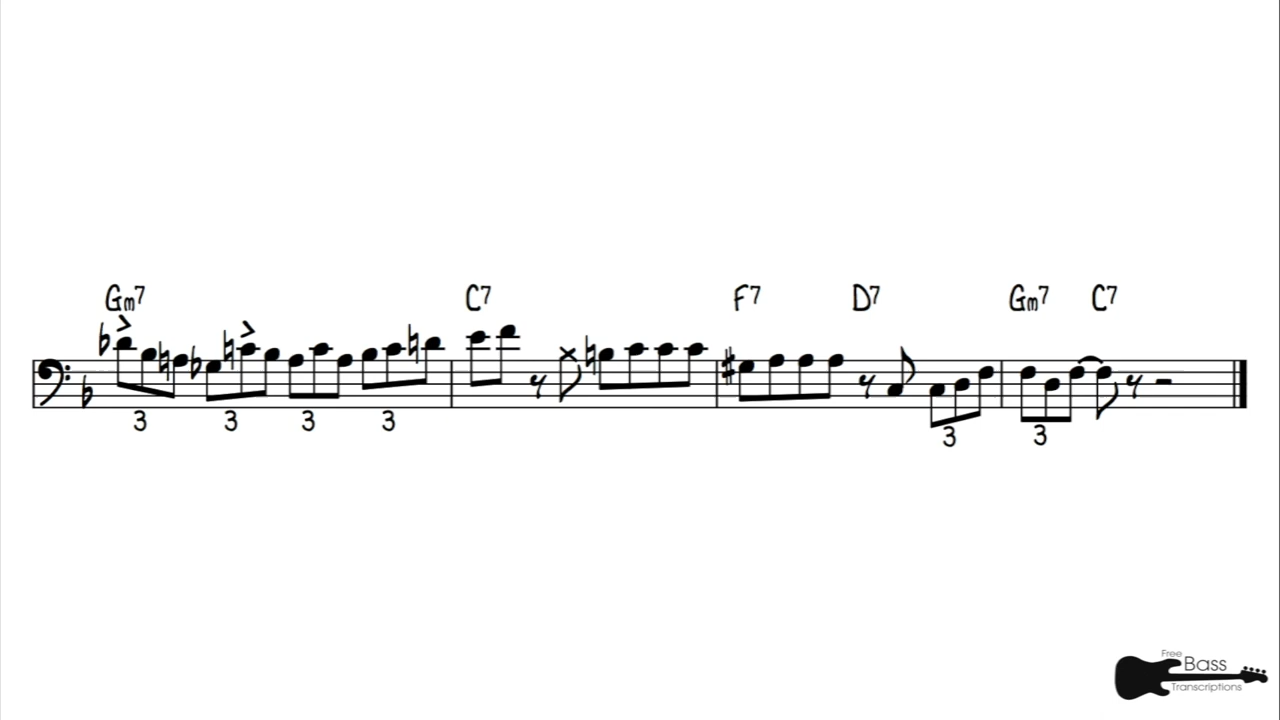 Gm7 C7 F7 D7 Gm7 C7
3 3 3 3 3 3
Free
Bass
Transcriptions